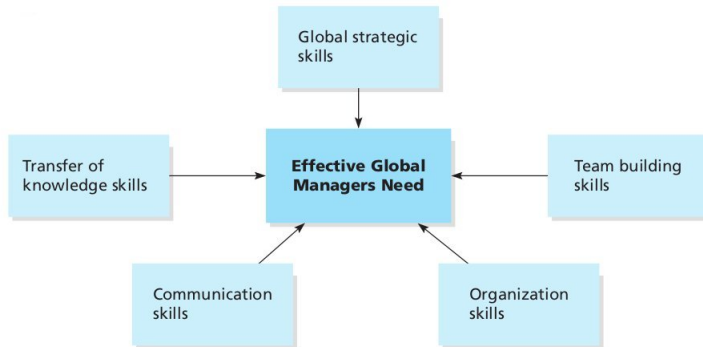 Global strategic
skills
Transfer of
knowledge skills
Effective Global
Managers Need
Team building
skills
Communication
skills
Organization
skills